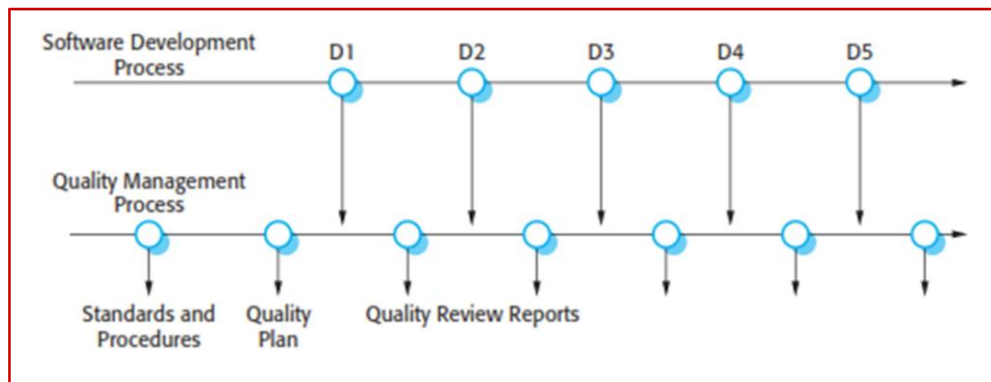 Software Development
Process
D1
D2
D3
D4
D5
Quality Management
Process
Standards and
Procedures
Quality
Plan
Quality Review Reports